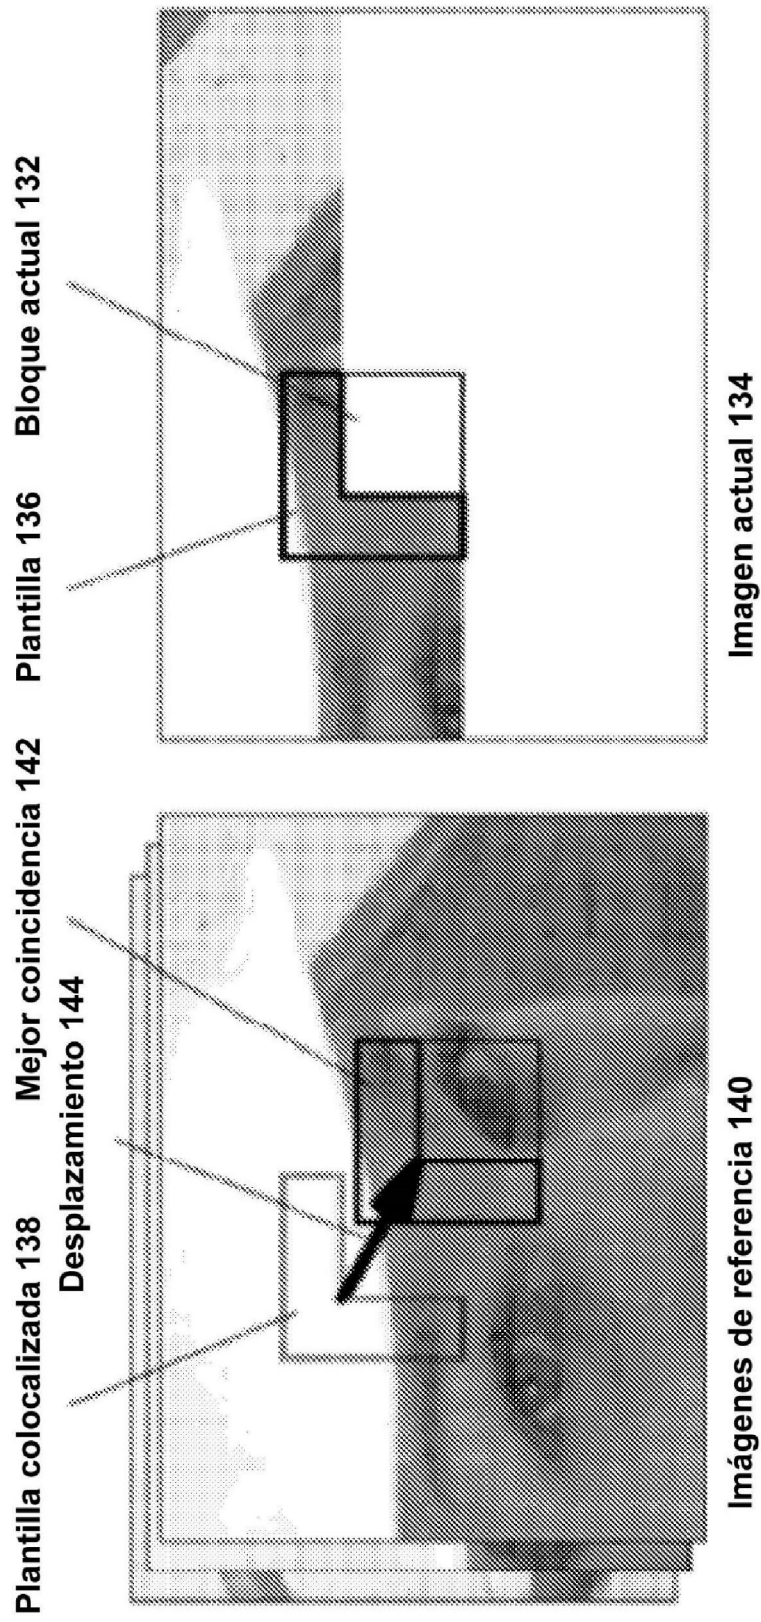 Plantilla colocalizada 138
Desplazamiento 144
Mejor coincidencia 142
Plantilla 136
Bloque actual 132
Imágenes de referencia 140
Imagen actual 134